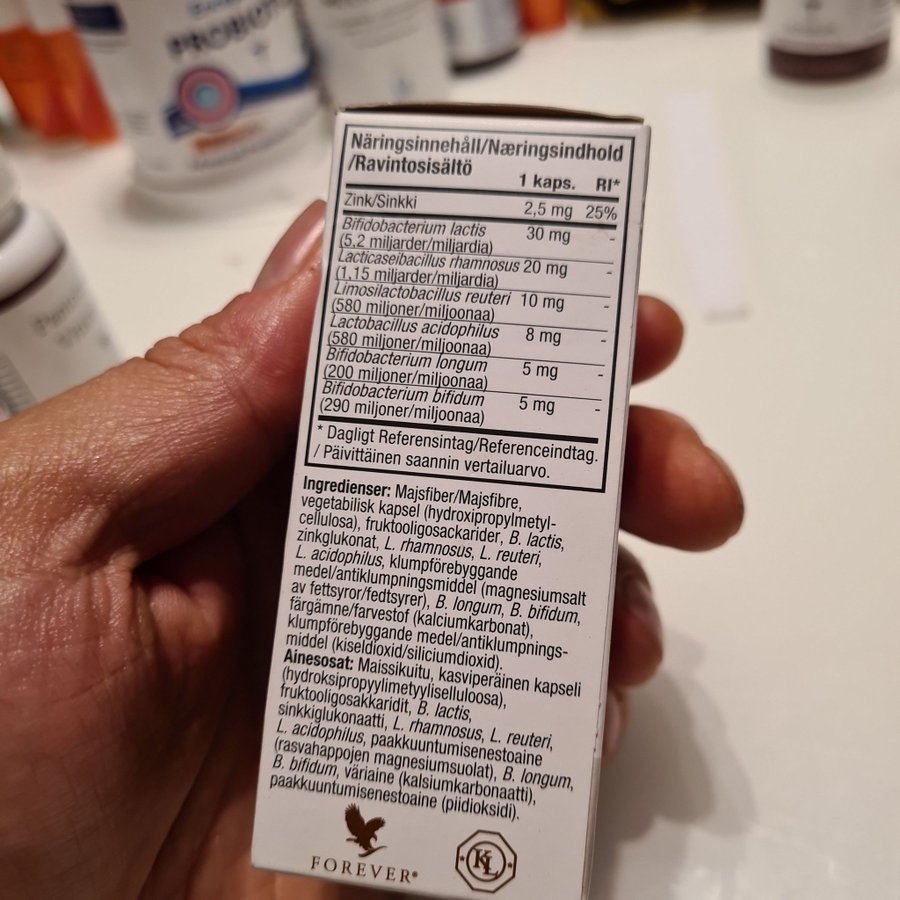 PROBIOT
Näringsinnehåll/Næringsindhold
/Ravintosisältö
1 kaps. RI*
Zink/Sinkki 2,5 mg 25%
Bifidobacterium lactis 30 mg -
(5,2 miljarder/miljardia)
Lacticaseibacillus rhamnosus 20 mg -
(1,15 miljarder/miljardia)
Limosilactobacillus reuteri 10 mg -
(580 miljoner/miljoonaa)
Lactobacillus acidophilus 8 mg -
(580 miljoner/miljoonaa)
Bifidobacterium longum 5 mg -
(200 miljoner/miljoonaa)
Bifidobacterium bifidum 5 mg -
(290 miljoner/miljoonaa)
* Dagligt Referensintag/Referenceindtag.
/ Päivittäinen saannin vertailuarvo.
Ingredienser: Majsfiber/Majsfibre,
vegetabilisk kapsel (hydroxipropylmetyl-
cellulosa), fruktooligosackarider, B. lactis,
zinkglukonat, L. rhamnosus, L. reuteri,
L. acidophilus, klumpförebyggande
medel/antiklumpningsmiddel (magnesiumsalt
av fettsyror/fedtsyrer), B. longum, B. bifidum,
färgämne/farvestof (kalciumkarbonat),
klumpförebyggande medel/antiklumpnings-
middel (kiseldioxid/siliciumdioxid).
Ainesosat: Maissikuitu, kasviperäinen kapseli
(hydroksipropyylimetyyliselluloosa),
fruktooligosakkaridit, B. lactis,
sinkkiglukonaatti, L. rhamnosus, L. reuteri,
L. acidophilus, paakkuuntumisenestoaine
(rasvahappojen magnesiumsuolat), B. longum,
B. bifidum, väriaine (kalsiumkarbonaatti),
paakkuuntumisenestoaine (piidioksidi).
FOREVER®
KL